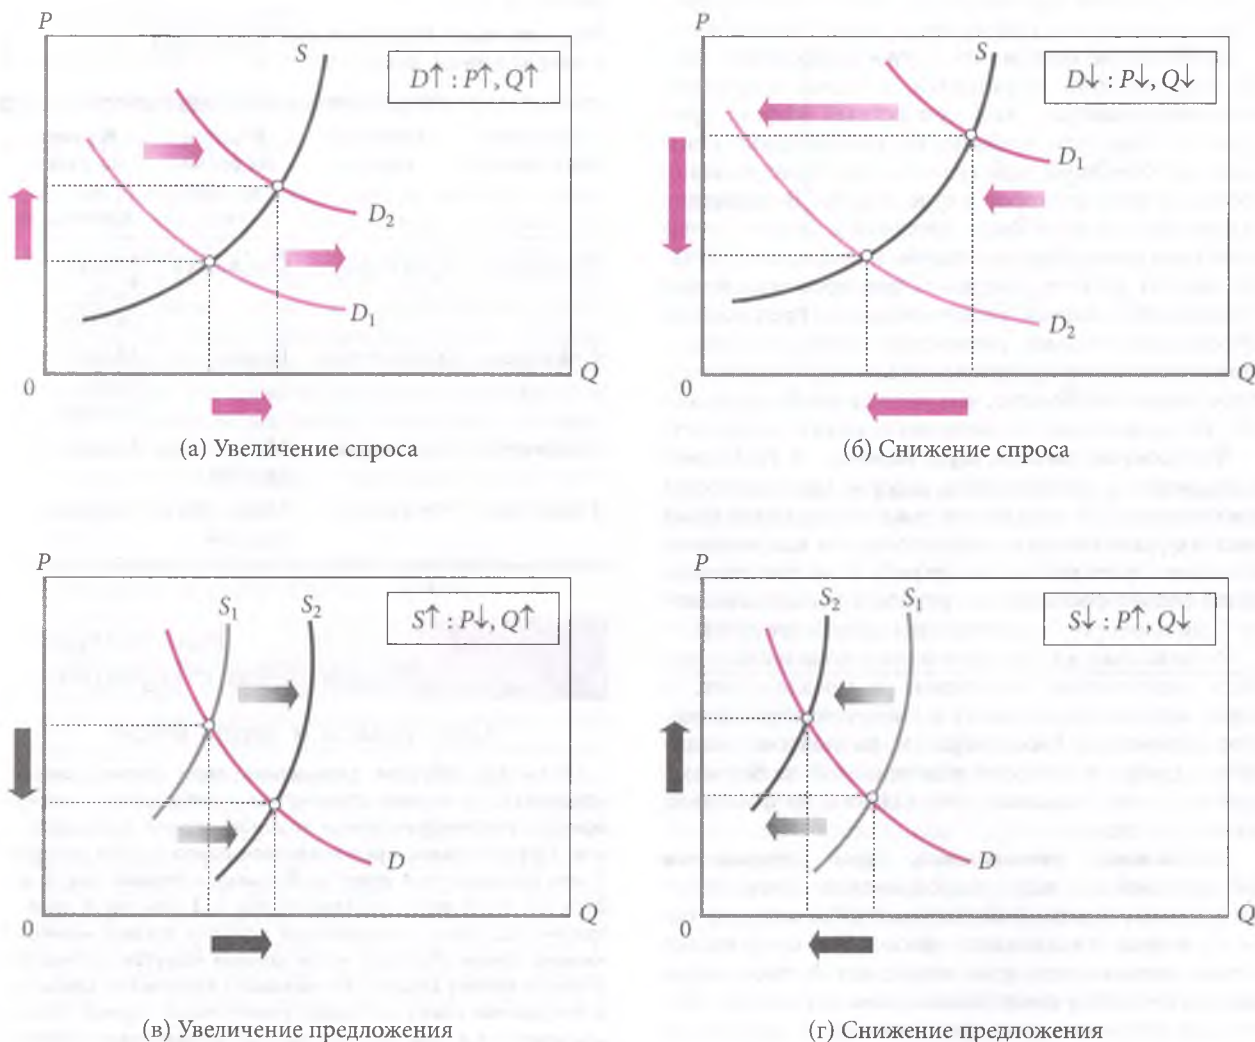 P
S
D↑ : P↑, Q↑
D₂
D₁
0
Q
(а) Увеличение спроса
P
S
D↓ : P↓, Q↓
D₁
D₂
0
Q
(б) Снижение спроса
P
S₁
S₂
S↑ : P↓, Q↑
D
0
Q
(в) Увеличение предложения
P
S₂
S₁
S↓ : P↑, Q↓
D
0
Q
(г) Снижение предложения